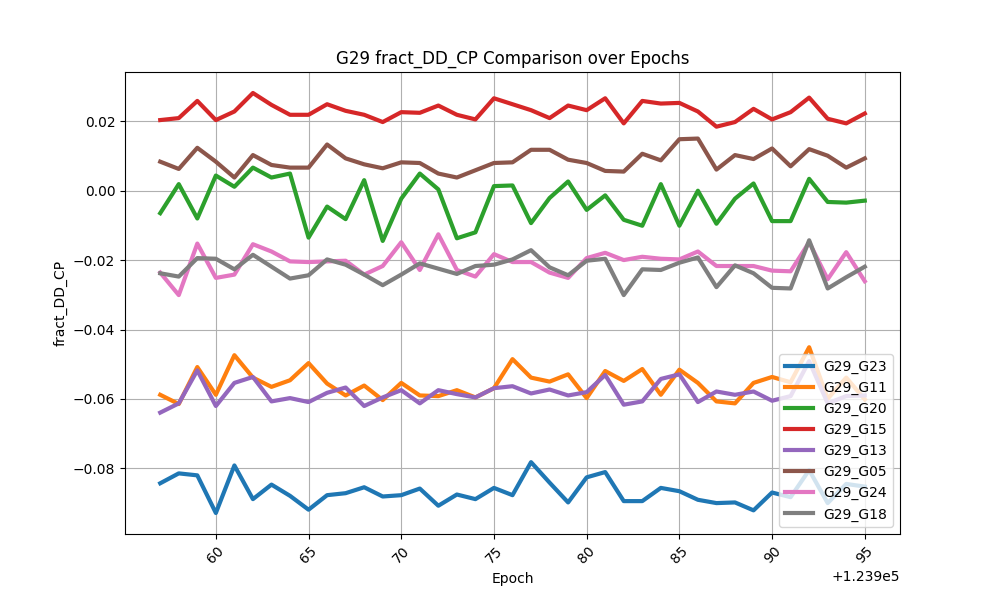 G29 fract_DD_CP Comparison over Epochs
fract_DD_CP
0.02
0.00
−0.02
−0.04
−0.06
−0.08
G29_G23
G29_G11
G29_G20
G29_G15
G29_G13
G29_G05
G29_G24
G29_G18
60
65
70
75
80
85
90
95
Epoch
+1.239e5